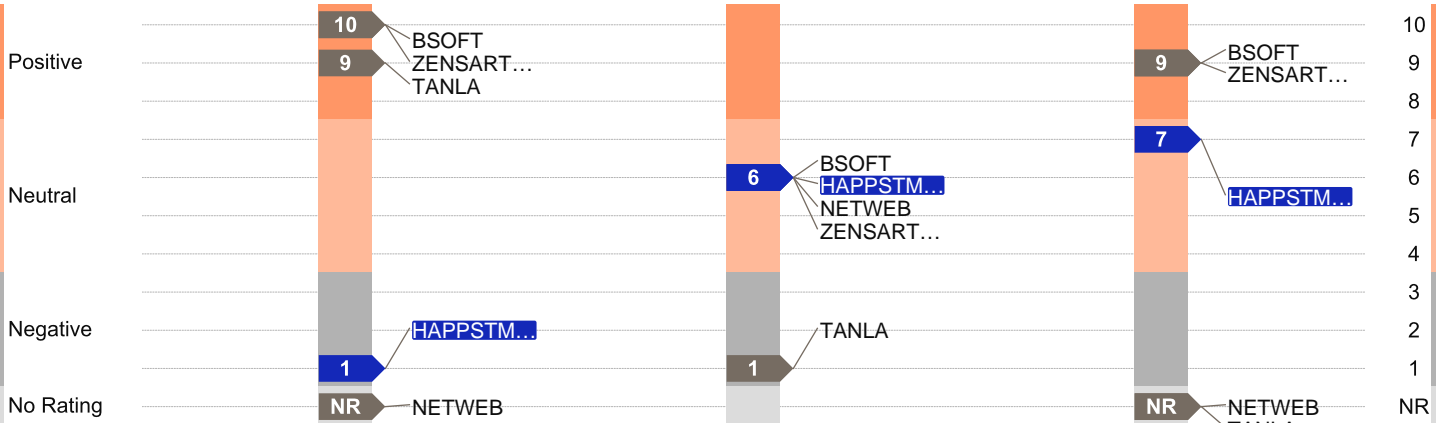 Positive
Neutral
Negative
No Rating
10
BSOFT
ZENSART...
9
TANLA
1
HAPPSTM...
NR
NETWEB
6
BSOFT
HAPPSTM...
NETWEB
ZENSART...
1
TANLA
9
BSOFT
ZENSART...
7
HAPPSTM...
NR
NETWEB
10
9
8
7
6
5
4
3
2
1
NR